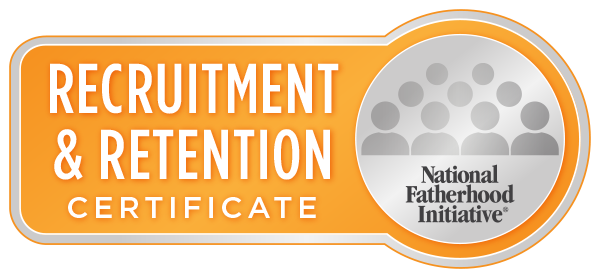 RECRUITMENT
& RETENTION
CERTIFICATE
National
Fatherhood
Initiative®